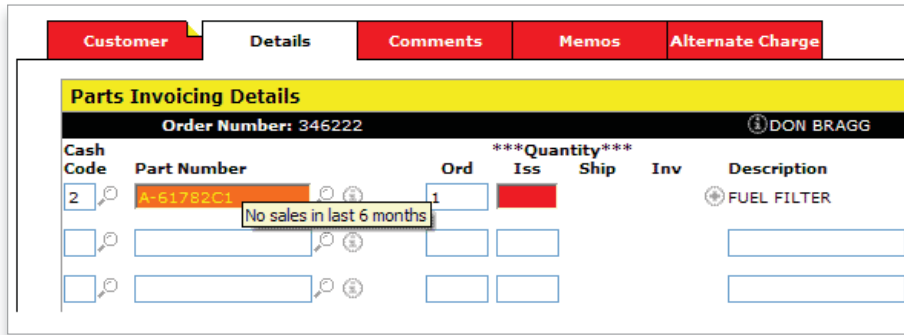 Customer Details Comments Memos Alternate Charge
Parts Invoicing Details
Order Number: 346222 DON BRAGG
Cash ***Quantity***
Code Part Number Ord Iss Ship Inv Description
2 A-61782C1 1 FUEL FILTER
No sales in last 6 months